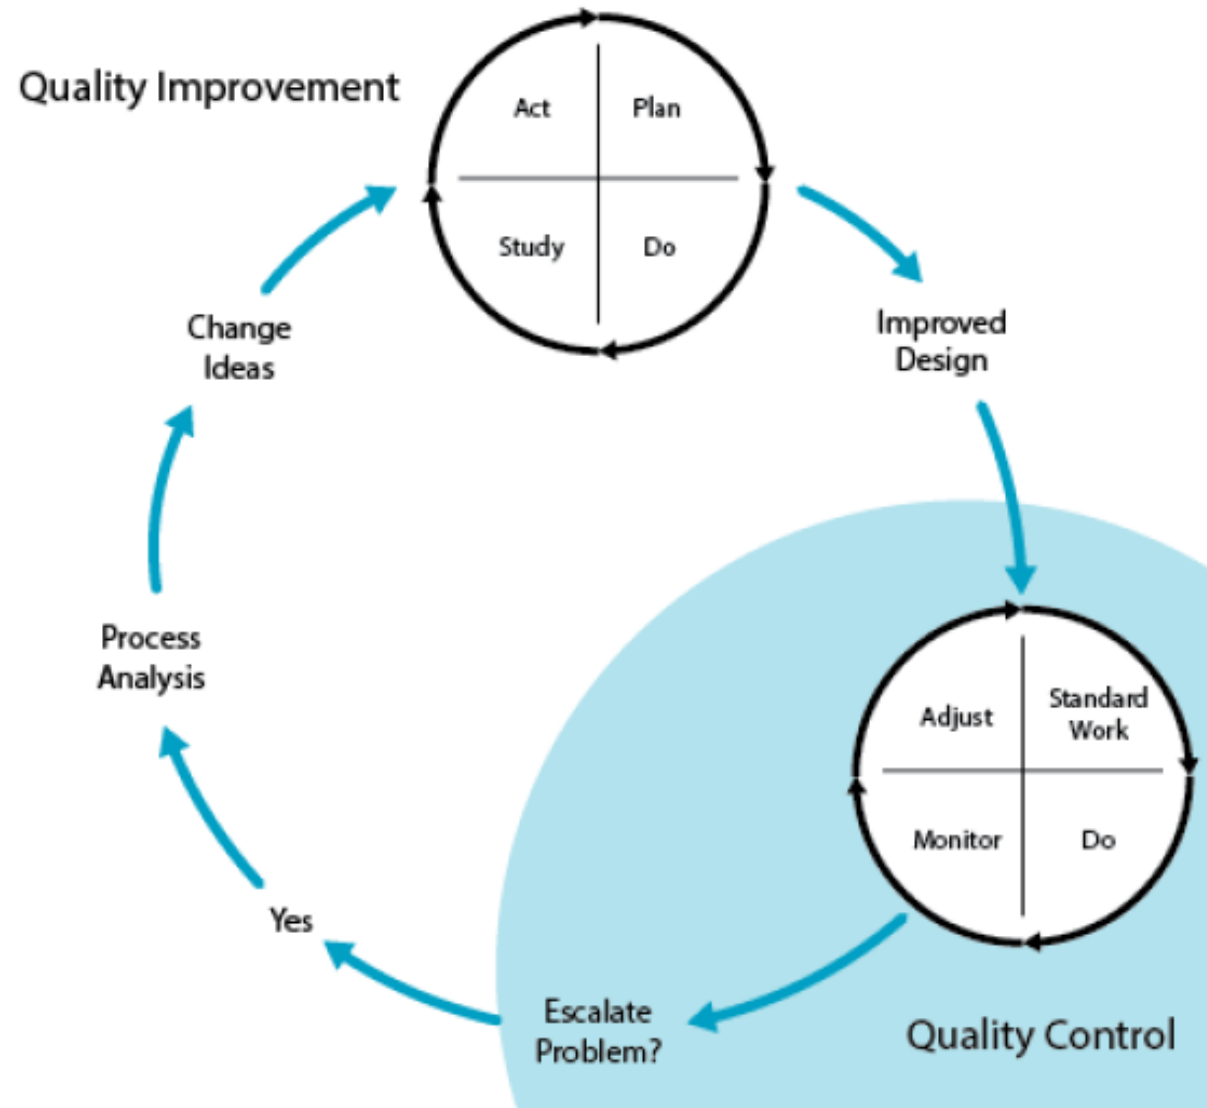 Quality Improvement
Act
Plan
Study
Do
Improved
Design
Change
Ideas
Process
Analysis
Adjust
Standard
Work
Monitor
Do
Yes
Escalate
Problem?
Quality Control